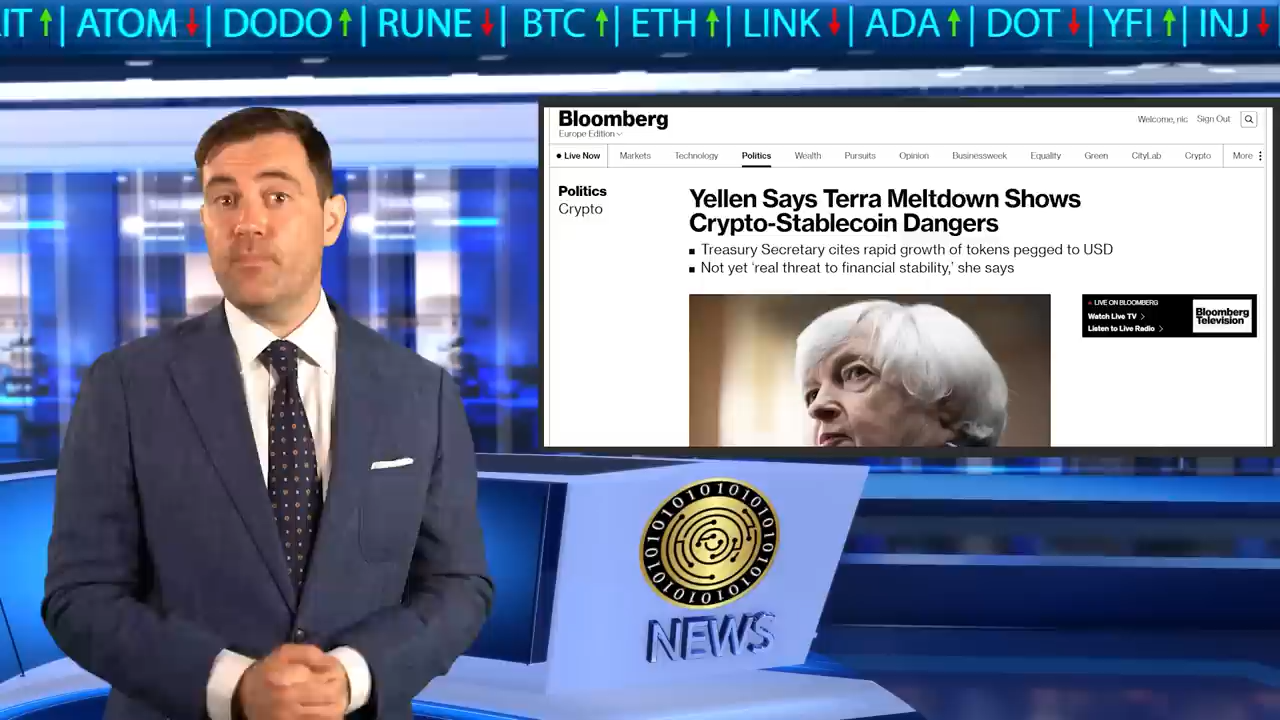 IT | ATOM | DODO | RUNE | BTC | ETH | LINK | ADA | DOT | YFI | INJ
Bloomberg
Europe Edition
Welcome, nic Sign Out
Live Now Markets Technology Politics Wealth Pursuits Opinion Businessweek Equality Green CityLab Crypto More
Politics
Crypto
Yellen Says Terra Meltdown Shows
Crypto-Stablecoin Dangers
Treasury Secretary cites rapid growth of tokens pegged to USD
Not yet ‘real threat to financial stability,’ she says
LIVE ON BLOOMBERG
Watch Live TV
Listen to Live Radio
Bloomberg
Television
NEWS